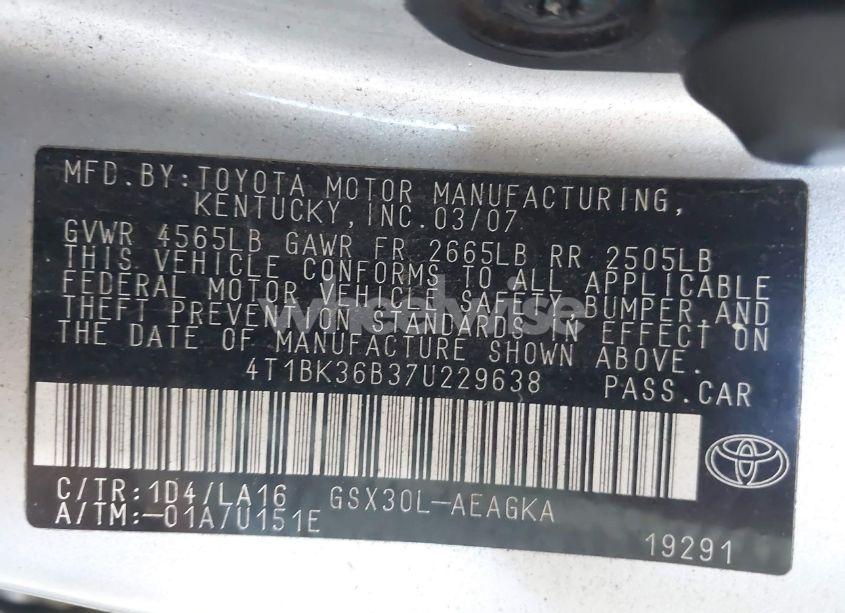 MFD.BY:TOYOTA MOTOR MANUFACTURING,
KENTUCKY,INC.03/07
GVWR 4565LB GAWR FR 2665LB RR 2505LB
THIS VEHICLE CONFORMS TO ALL APPLICABLE
FEDERAL MOTOR VEHICLE SAFETY,BUMPER,AND
THEFT PREVENTION STANDARDS IN EFFECT ON
THE DATE OF MANUFACTURE SHOWN ABOVE.
4T1BK36B37U229638 PASS.CAR
C/TR:1D4/LA16 GSX30L-AEAGKA
A/TM:-01A/U151E
19291